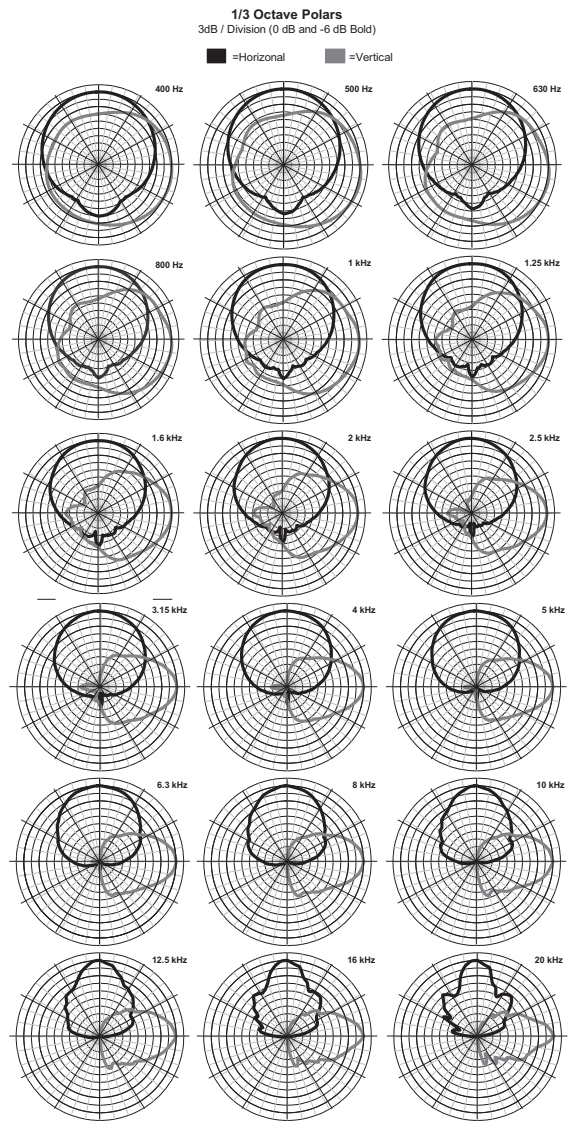 1/3 Octave Polars
3dB / Division (0 dB and -6 dB Bold)
=Horizonal =Vertical
400 Hz 500 Hz 630 Hz
800 Hz 1 kHz 1.25 kHz
1.6 kHz 2 kHz 2.5 kHz
3.15 kHz 4 kHz 5 kHz
6.3 kHz 8 kHz 10 kHz
12.5 kHz 16 kHz 20 kHz